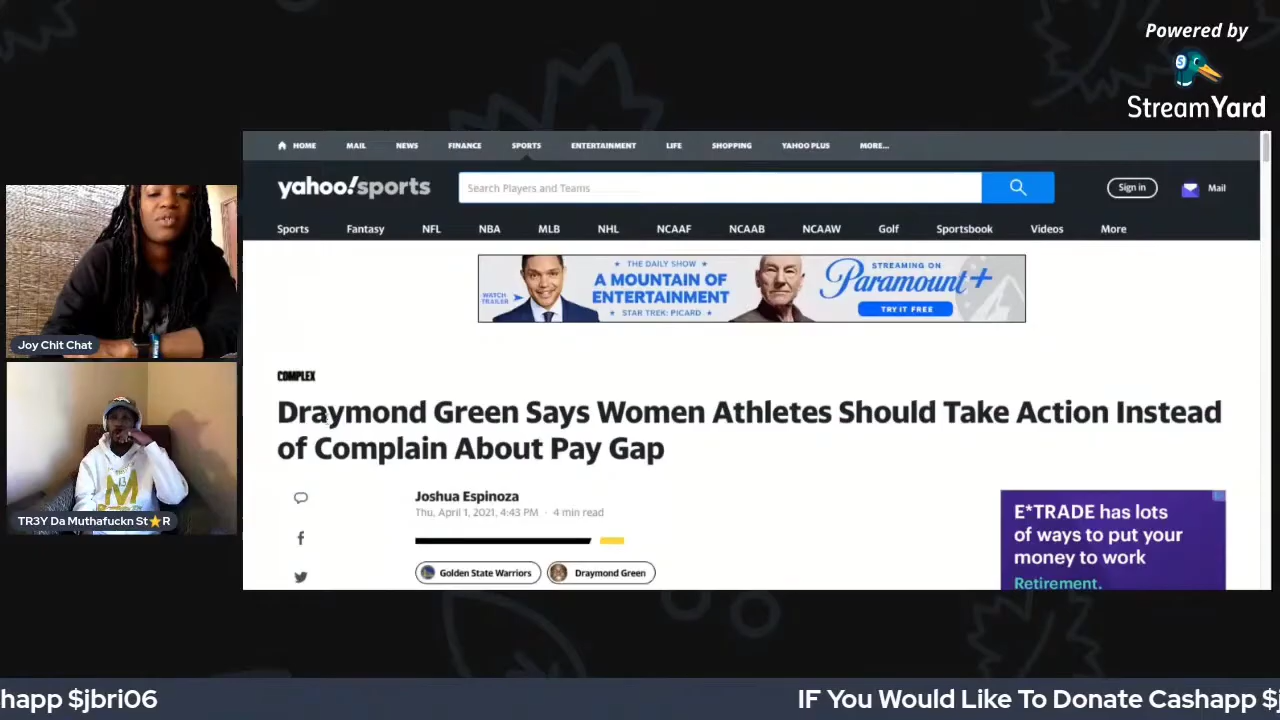 Powered by
StreamYard
HOME MAIL NEWS FINANCE SPORTS ENTERTAINMENT LIFE SHOPPING YAHOO PLUS MORE...
yahoo!sports
Search Players and Teams
Sign in
Mail
Sports Fantasy NFL NBA MLB NHL NCAAF NCAAB NCAAW Golf Sportsbook Videos More
WATCH TRAILER
THE DAILY SHOW
A MOUNTAIN OF
ENTERTAINMENT
STAR TREK: PICARD
STREAMING ON
Paramount+
TRY IT FREE
Joy Chit Chat
COMPLEX
Draymond Green Says Women Athletes Should Take Action Instead
of Complain About Pay Gap
Joshua Espinoza
Thu, April 1, 2021, 4:43 PM · 4 min read
Golden State Warriors
Draymond Green
E*TRADE has lots
of ways to put your
money to work
Retirement.
M
TR3Y Da Muthafuckn St⭐R
happ $jbri06
IF You Would Like To Donate Cashapp $j